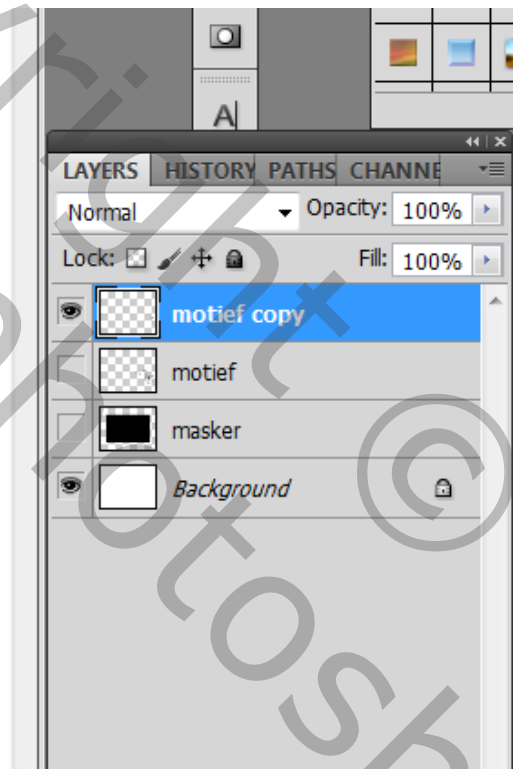 A
LAYERS HISTORY PATHS CHANNE
Normal Opacity: 100%
Lock: Fill: 100%
motief copy
motief
masker
Background